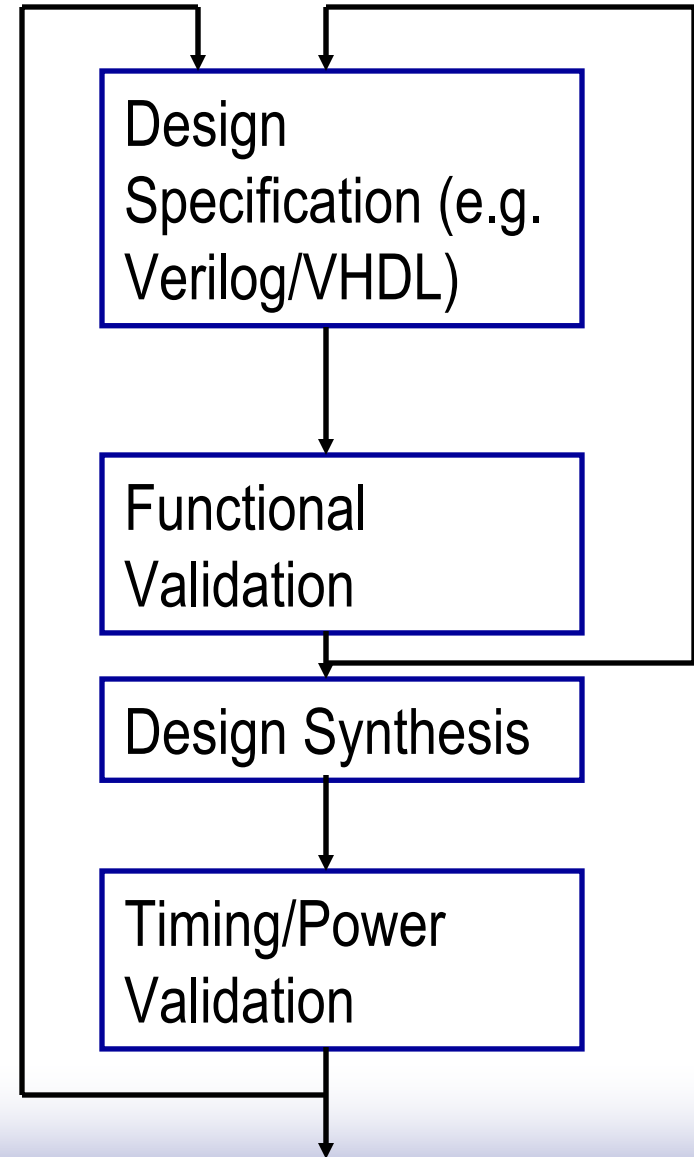 Design
Specification (e.g.
Verilog/VHDL)
Functional
Validation
Design Synthesis
Timing/Power
Validation